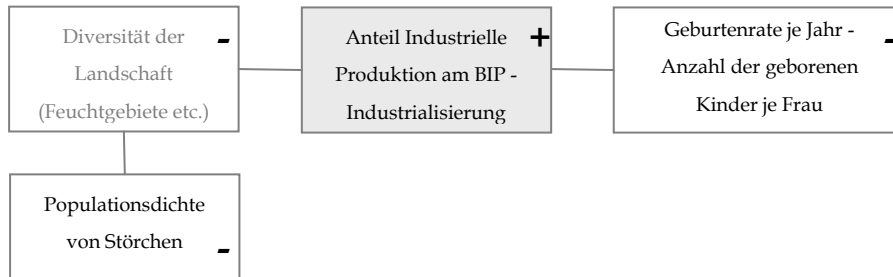 Diversität der -
Landschaft
(Feuchtgebiete etc.)
Anteil Industrielle +
Produktion am BIP -
Industrialisierung
Geburtenrate je Jahr -
Anzahl der geborenen -
Kinder je Frau
Populationsdichte
von Störchen -